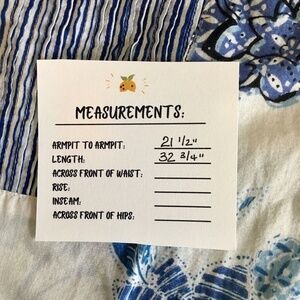 MEASUREMENTS:
ARMPIT TO ARMPIT: 21 1/2"
LENGTH: 32 3/4"
ACROSS FRONT OF WAIST:
RISE:
INSEAM:
ACROSS FRONT OF HIPS: